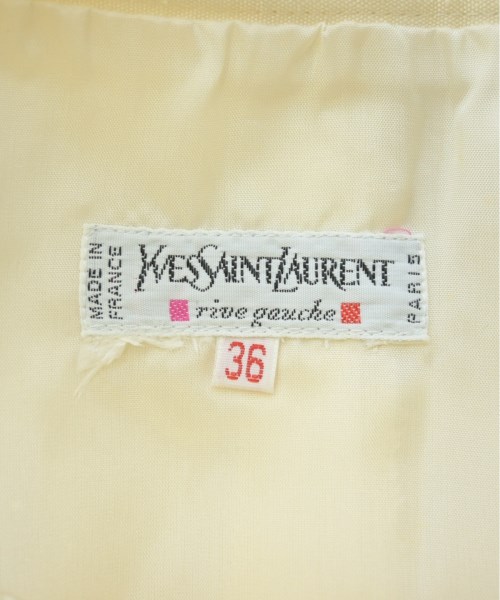 MADE IN
FRANCE
YVESSAINTLAURENT
rive gauche
PARIS
36